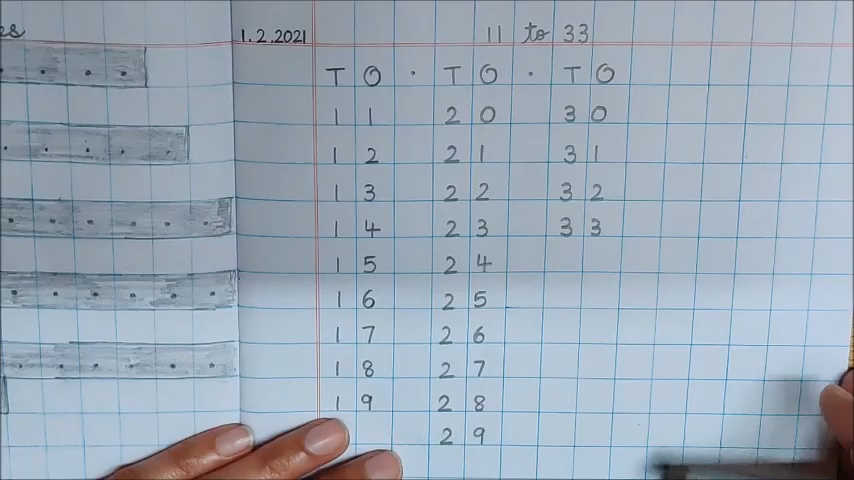 es
1.2.2021 11 to 33
T O . T O . T O
1 1 2 0 3 0
1 2 2 1 3 1
1 3 2 2 3 2
1 4 2 3 3 3
1 5 2 4
1 6 2 5
1 7 2 6
1 8 2 7
1 9 2 8
2 9